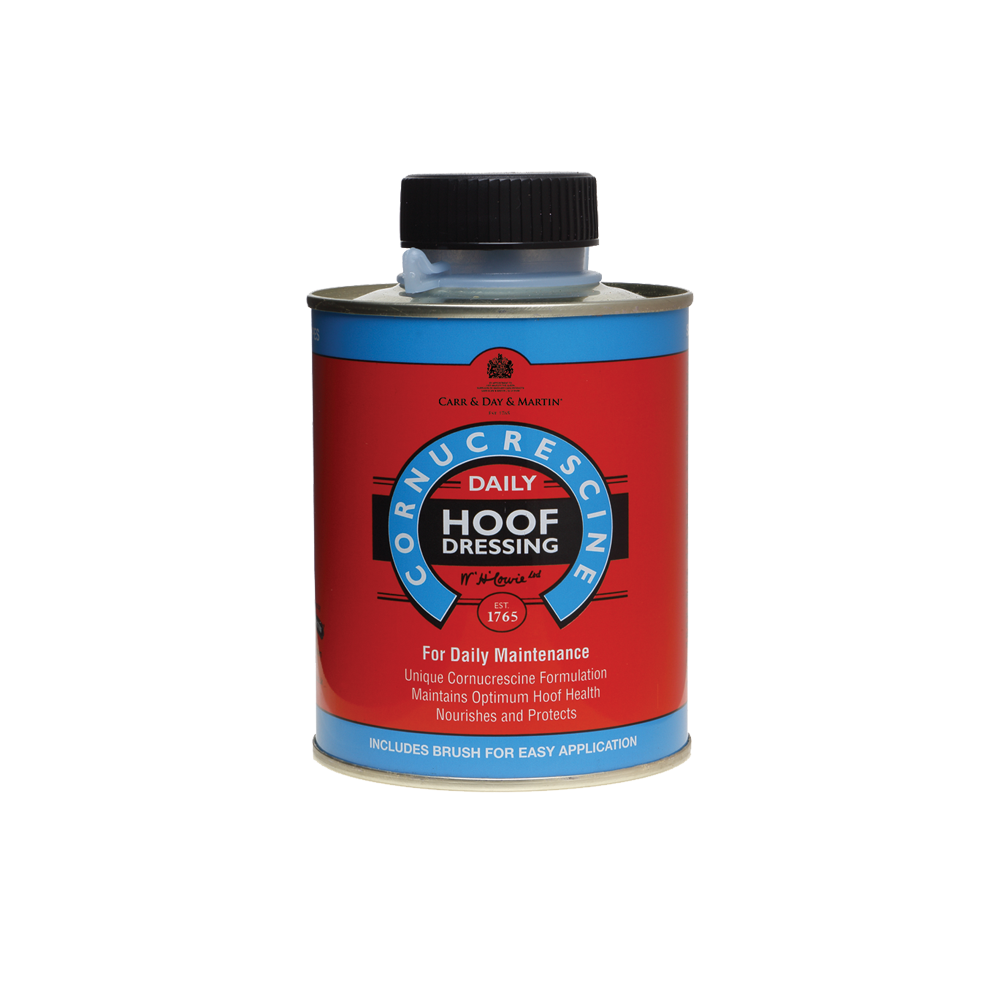 CARR & DAY & MARTIN
CORNUCRESCINE
DAILY
HOOF
DRESSING
EST.
1765
For Daily Maintenance
Unique Cornucrescine Formulation
Maintains Optimum Hoof Health
Nourishes and Protects
INCLUDES BRUSH FOR EASY APPLICATION